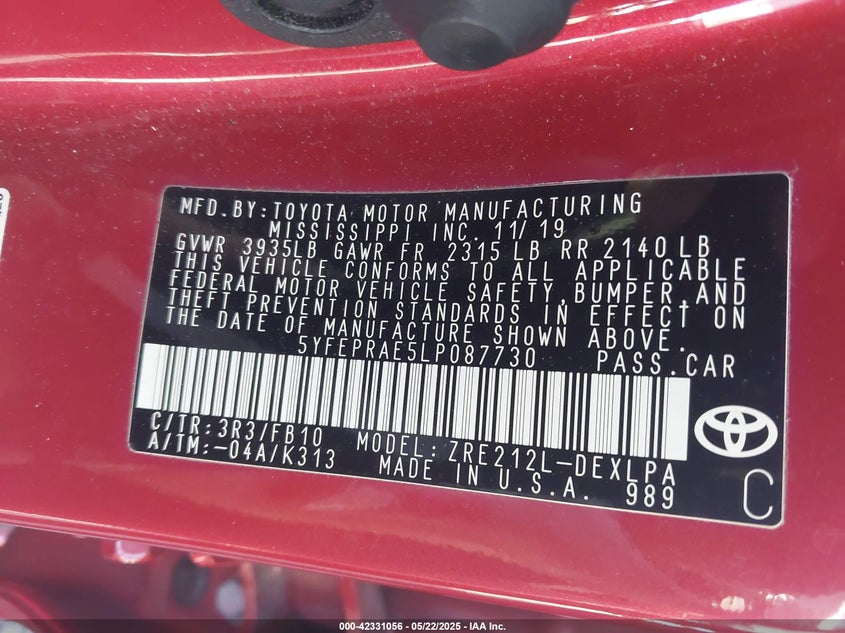 MFD.BY:TOYOTA MOTOR MANUFACTURING
MISSISSIPPI INC. 11/19
GVWR 3935LB GAWR FR 2315 LB RR 2140LB
THIS VEHICLE CONFORMS TO ALL APPLICABLE
FEDERAL MOTOR VEHICLE SAFETY,BUMPER,AND
THEFT PREVENTION STANDARDS IN EFFECT ON
THE DATE OF MANUFACTURE SHOWN ABOVE.
5YFEPRAE5LP087730 PASS.CAR
C/TR:3R3/FB10 MODEL:ZRE212L-DEXLPA
A/TM:-04A/K313 MADE IN U.S.A. 989
C
000-42331056 - 05/22/2025 - IAA Inc.